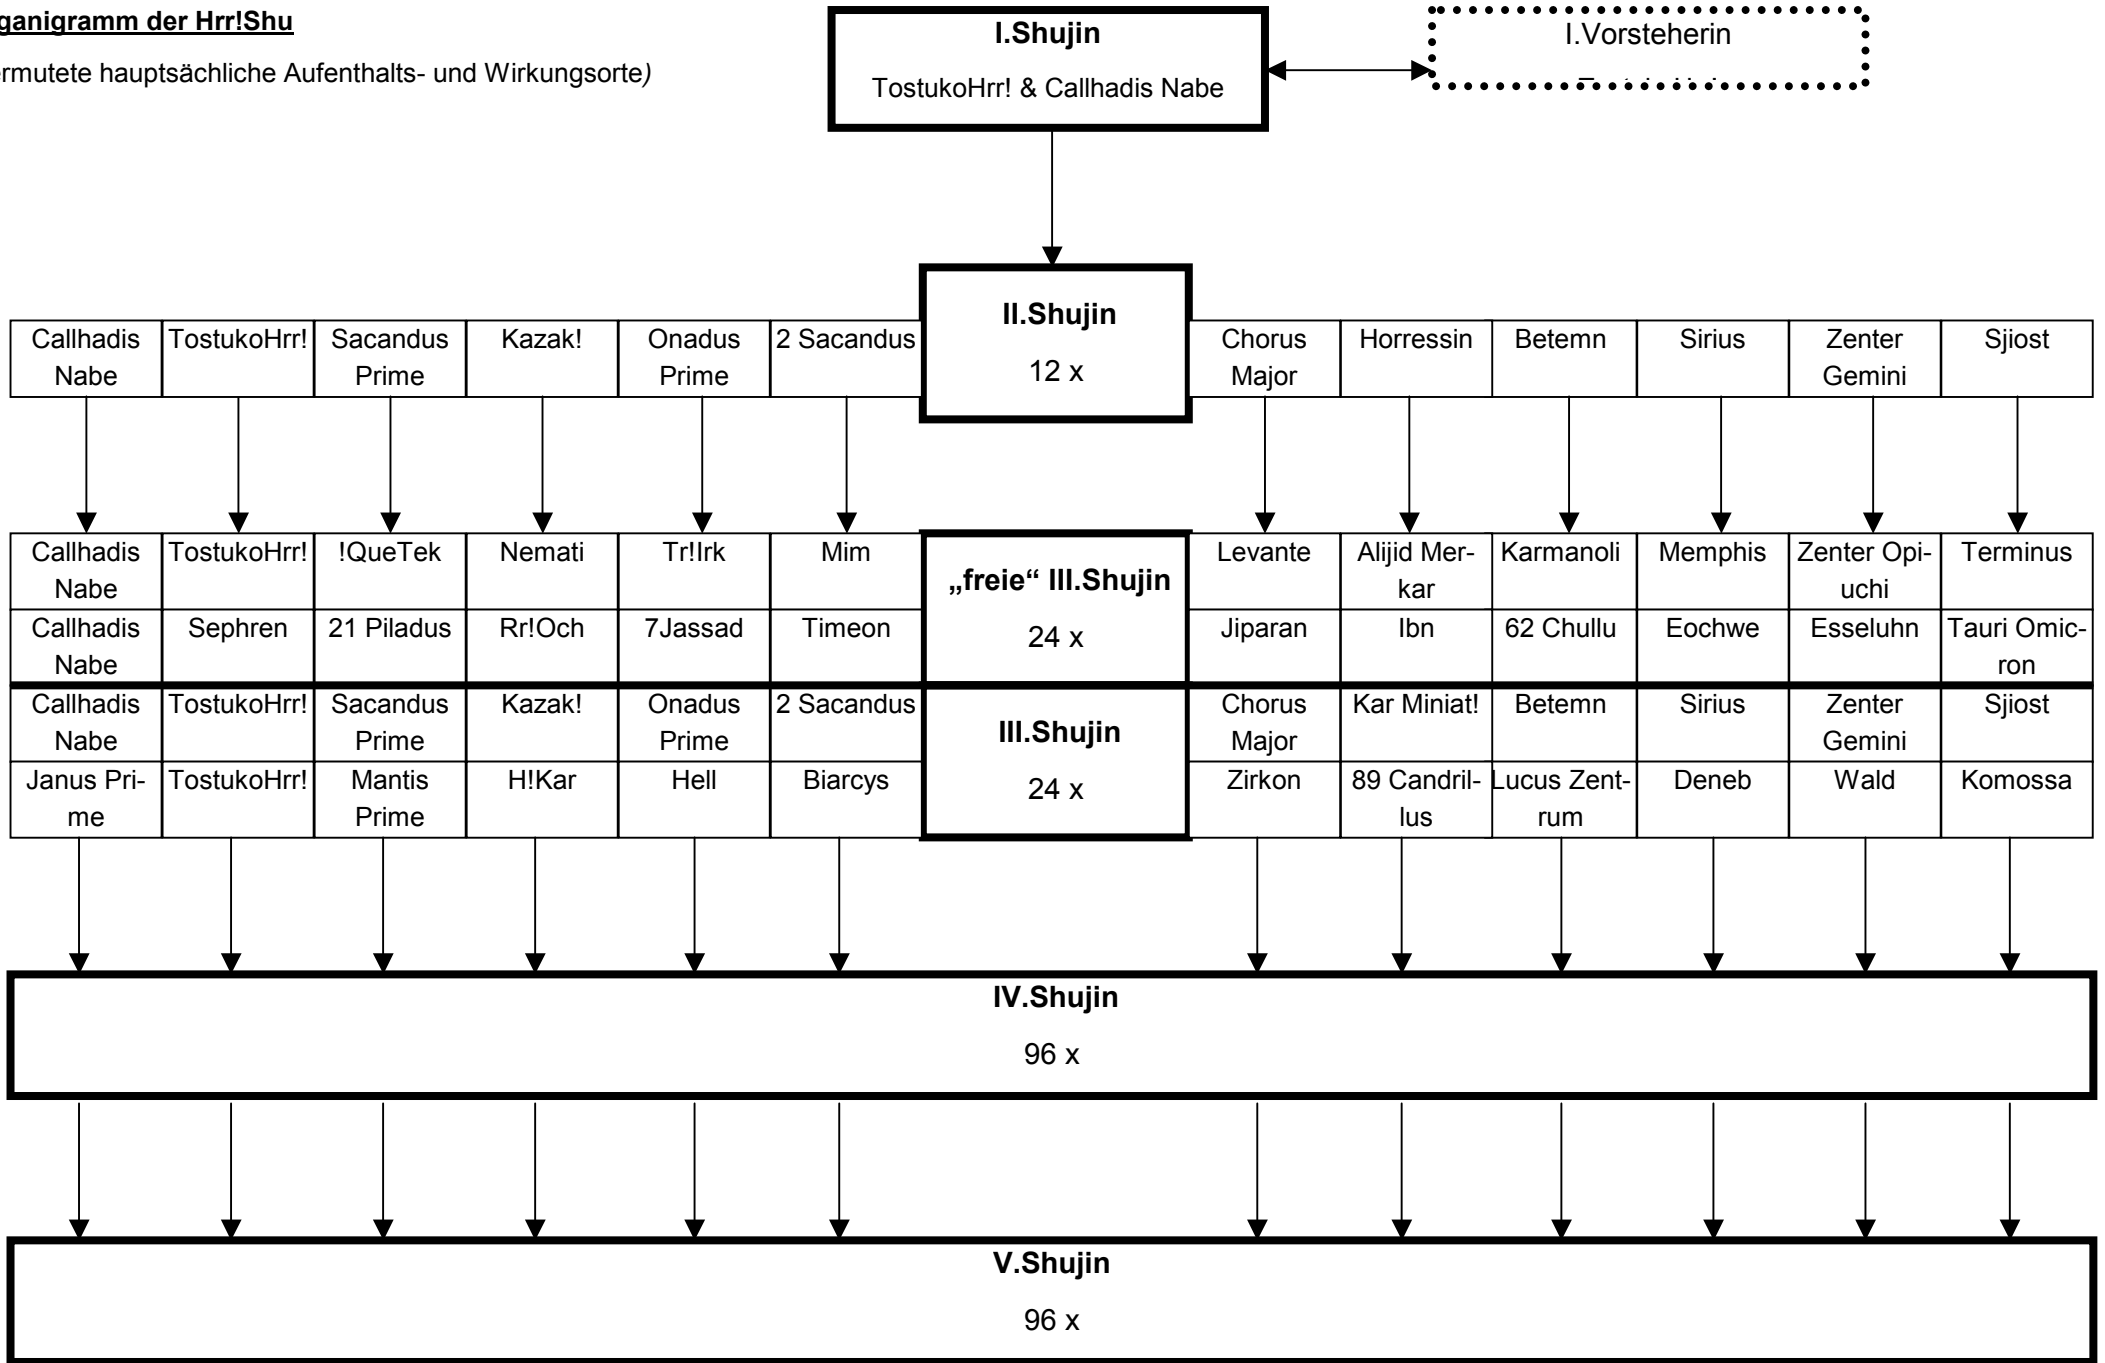 ganigramm der Hrr!Shu
ermutete hauptsächliche Aufenthalts- und Wirkungsorte)
I.Shujin
TostukoHrr! & Callhadis Nabe
I.Vorsteherin
II.Shujin
12 x
Callhadis
Nabe
TostukoHrr!
Sacandus
Prime
Kazak!
Onadus
Prime
2 Sacandus
Chorus
Major
Horressin
Betemn
Sirius
Zenter
Gemini
Sjiost
„freie“ III.Shujin
24 x
Callhadis
Nabe
TostukoHrr!
!QueTek
Nemati
Tr!Irk
Mim
Levante
Alijid Mer-
kar
Karmanoli
Memphis
Zenter Opi-
uchi
Terminus
Callhadis
Nabe
Sephren
21 Piladus
Rr!Och
7Jassad
Timeon
Jiparan
Ibn
62 Chullu
Eochwe
Esseluhn
Tauri Omic-
ron
III.Shujin
24 x
Callhadis
Nabe
TostukoHrr!
Sacandus
Prime
Kazak!
Onadus
Prime
2 Sacandus
Chorus
Major
Kar Miniat!
Betemn
Sirius
Zenter
Gemini
Sjiost
Janus Pri-
me
TostukoHrr!
Mantis
Prime
H!Kar
Hell
Biarcys
Zirkon
89 Candril-
lus
Lucus Zent-
rum
Deneb
Wald
Komossa
IV.Shujin
96 x
V.Shujin
96 x